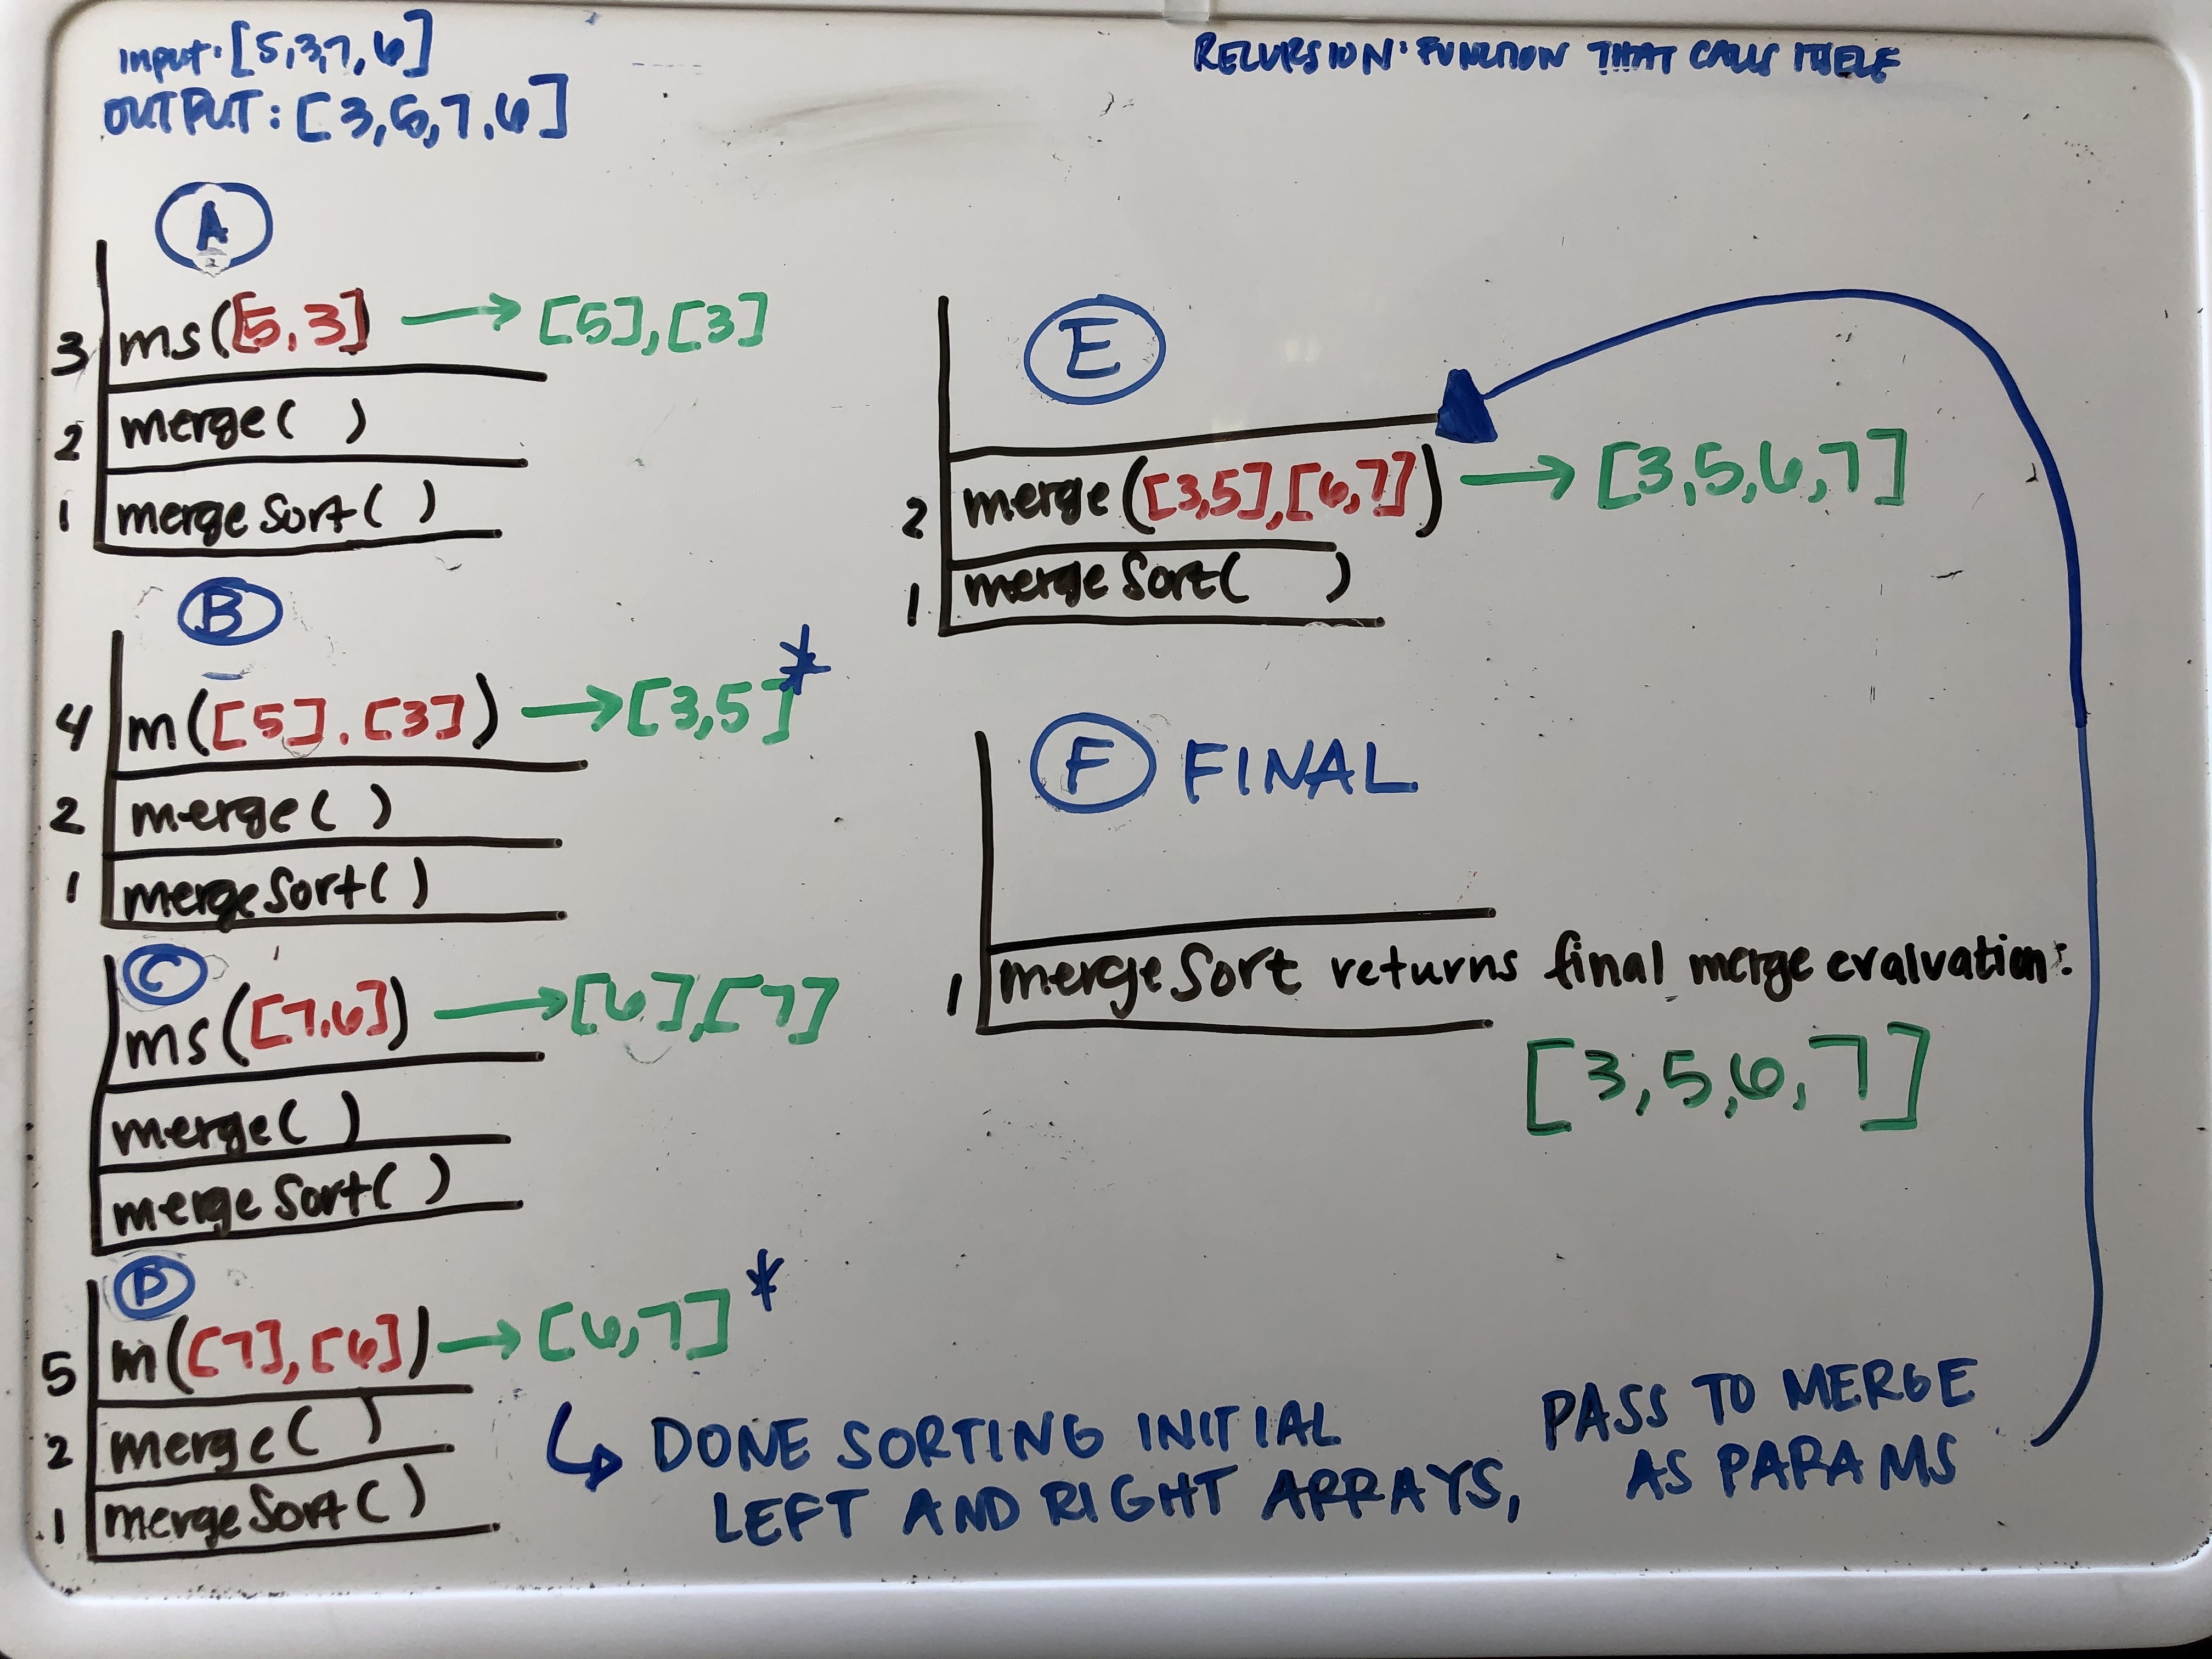 input: [5,3,7,6]
OUTPUT: [3,5,7,6]
RECURSION: FUNCTION THAT CALLS ITSELF
A
3 ms([5,3]) → [5],[3]
2 merge( )
1 mergeSort( )
B
4 m([5],[3]) → [3,5]*
2 merge( )
1 mergeSort( )
C
ms([7,6]) → [6],[7]
merge( )
mergeSort( )
D
5 m([7],[6]) → [6,7]*
2 merge( )
1 mergeSort( )
↳ DONE SORTING INITIAL
LEFT AND RIGHT ARRAYS,
PASS TO MERGE
AS PARAMS
E
2 merge([3,5],[6,7]) → [3,5,6,7]
1 mergeSort( )
F FINAL
1 mergeSort returns final merge evaluation:
[3,5,6,7]